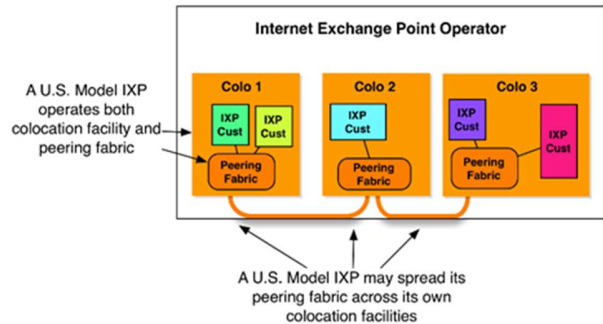 Internet Exchange Point Operator
A U.S. Model IXP
operates both
colocation facility and
peering fabric
Colo 1
IXP
Cust
IXP
Cust
Peering
Fabric
Colo 2
IXP
Cust
Peering
Fabric
Colo 3
IXP
Cust
IXP
Cust
Peering
Fabric
A U.S. Model IXP may spread its
peering fabric across its own
colocation facilities